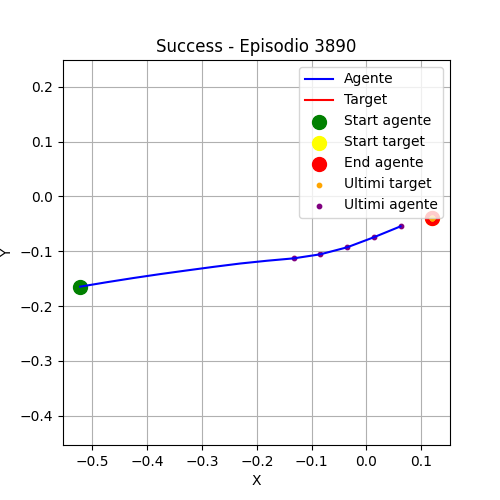 Success - Episodio 3890
Agente
Target
Start agente
Start target
End agente
Ultimi target
Ultimi agente
0.2
0.1
0.0
−0.1
−0.2
−0.3
−0.4
Y
−0.5
−0.4
−0.3
−0.2
−0.1
0.0
0.1
X